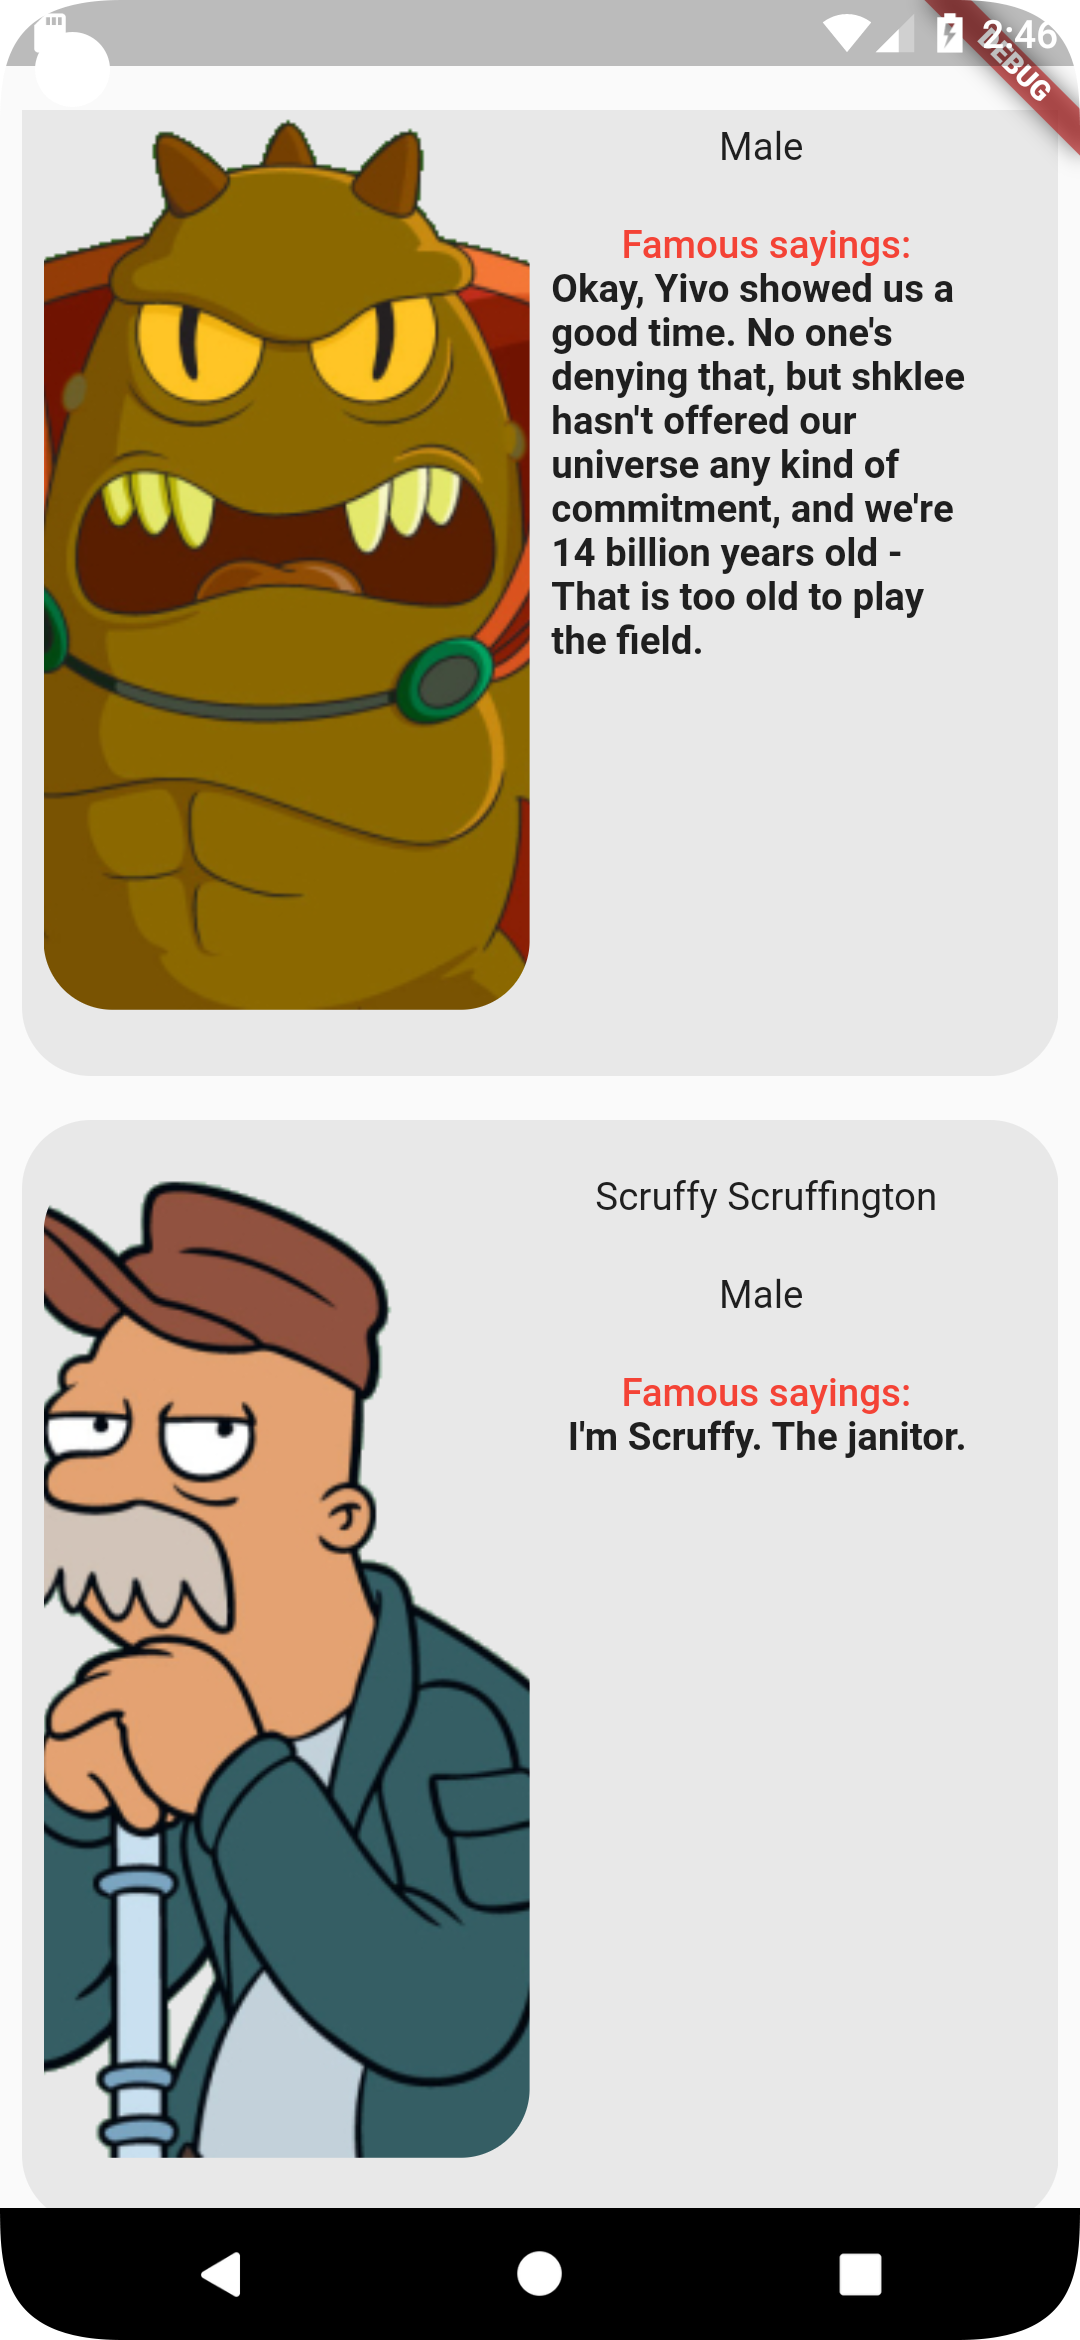 2:46
DEBUG
Male
Famous sayings:
Okay, Yivo showed us a
good time. No one's
denying that, but shklee
hasn't offered our
universe any kind of
commitment, and we're
14 billion years old -
That is too old to play
the field.
Scruffy Scruffington
Male
Famous sayings:
I'm Scruffy. The janitor.